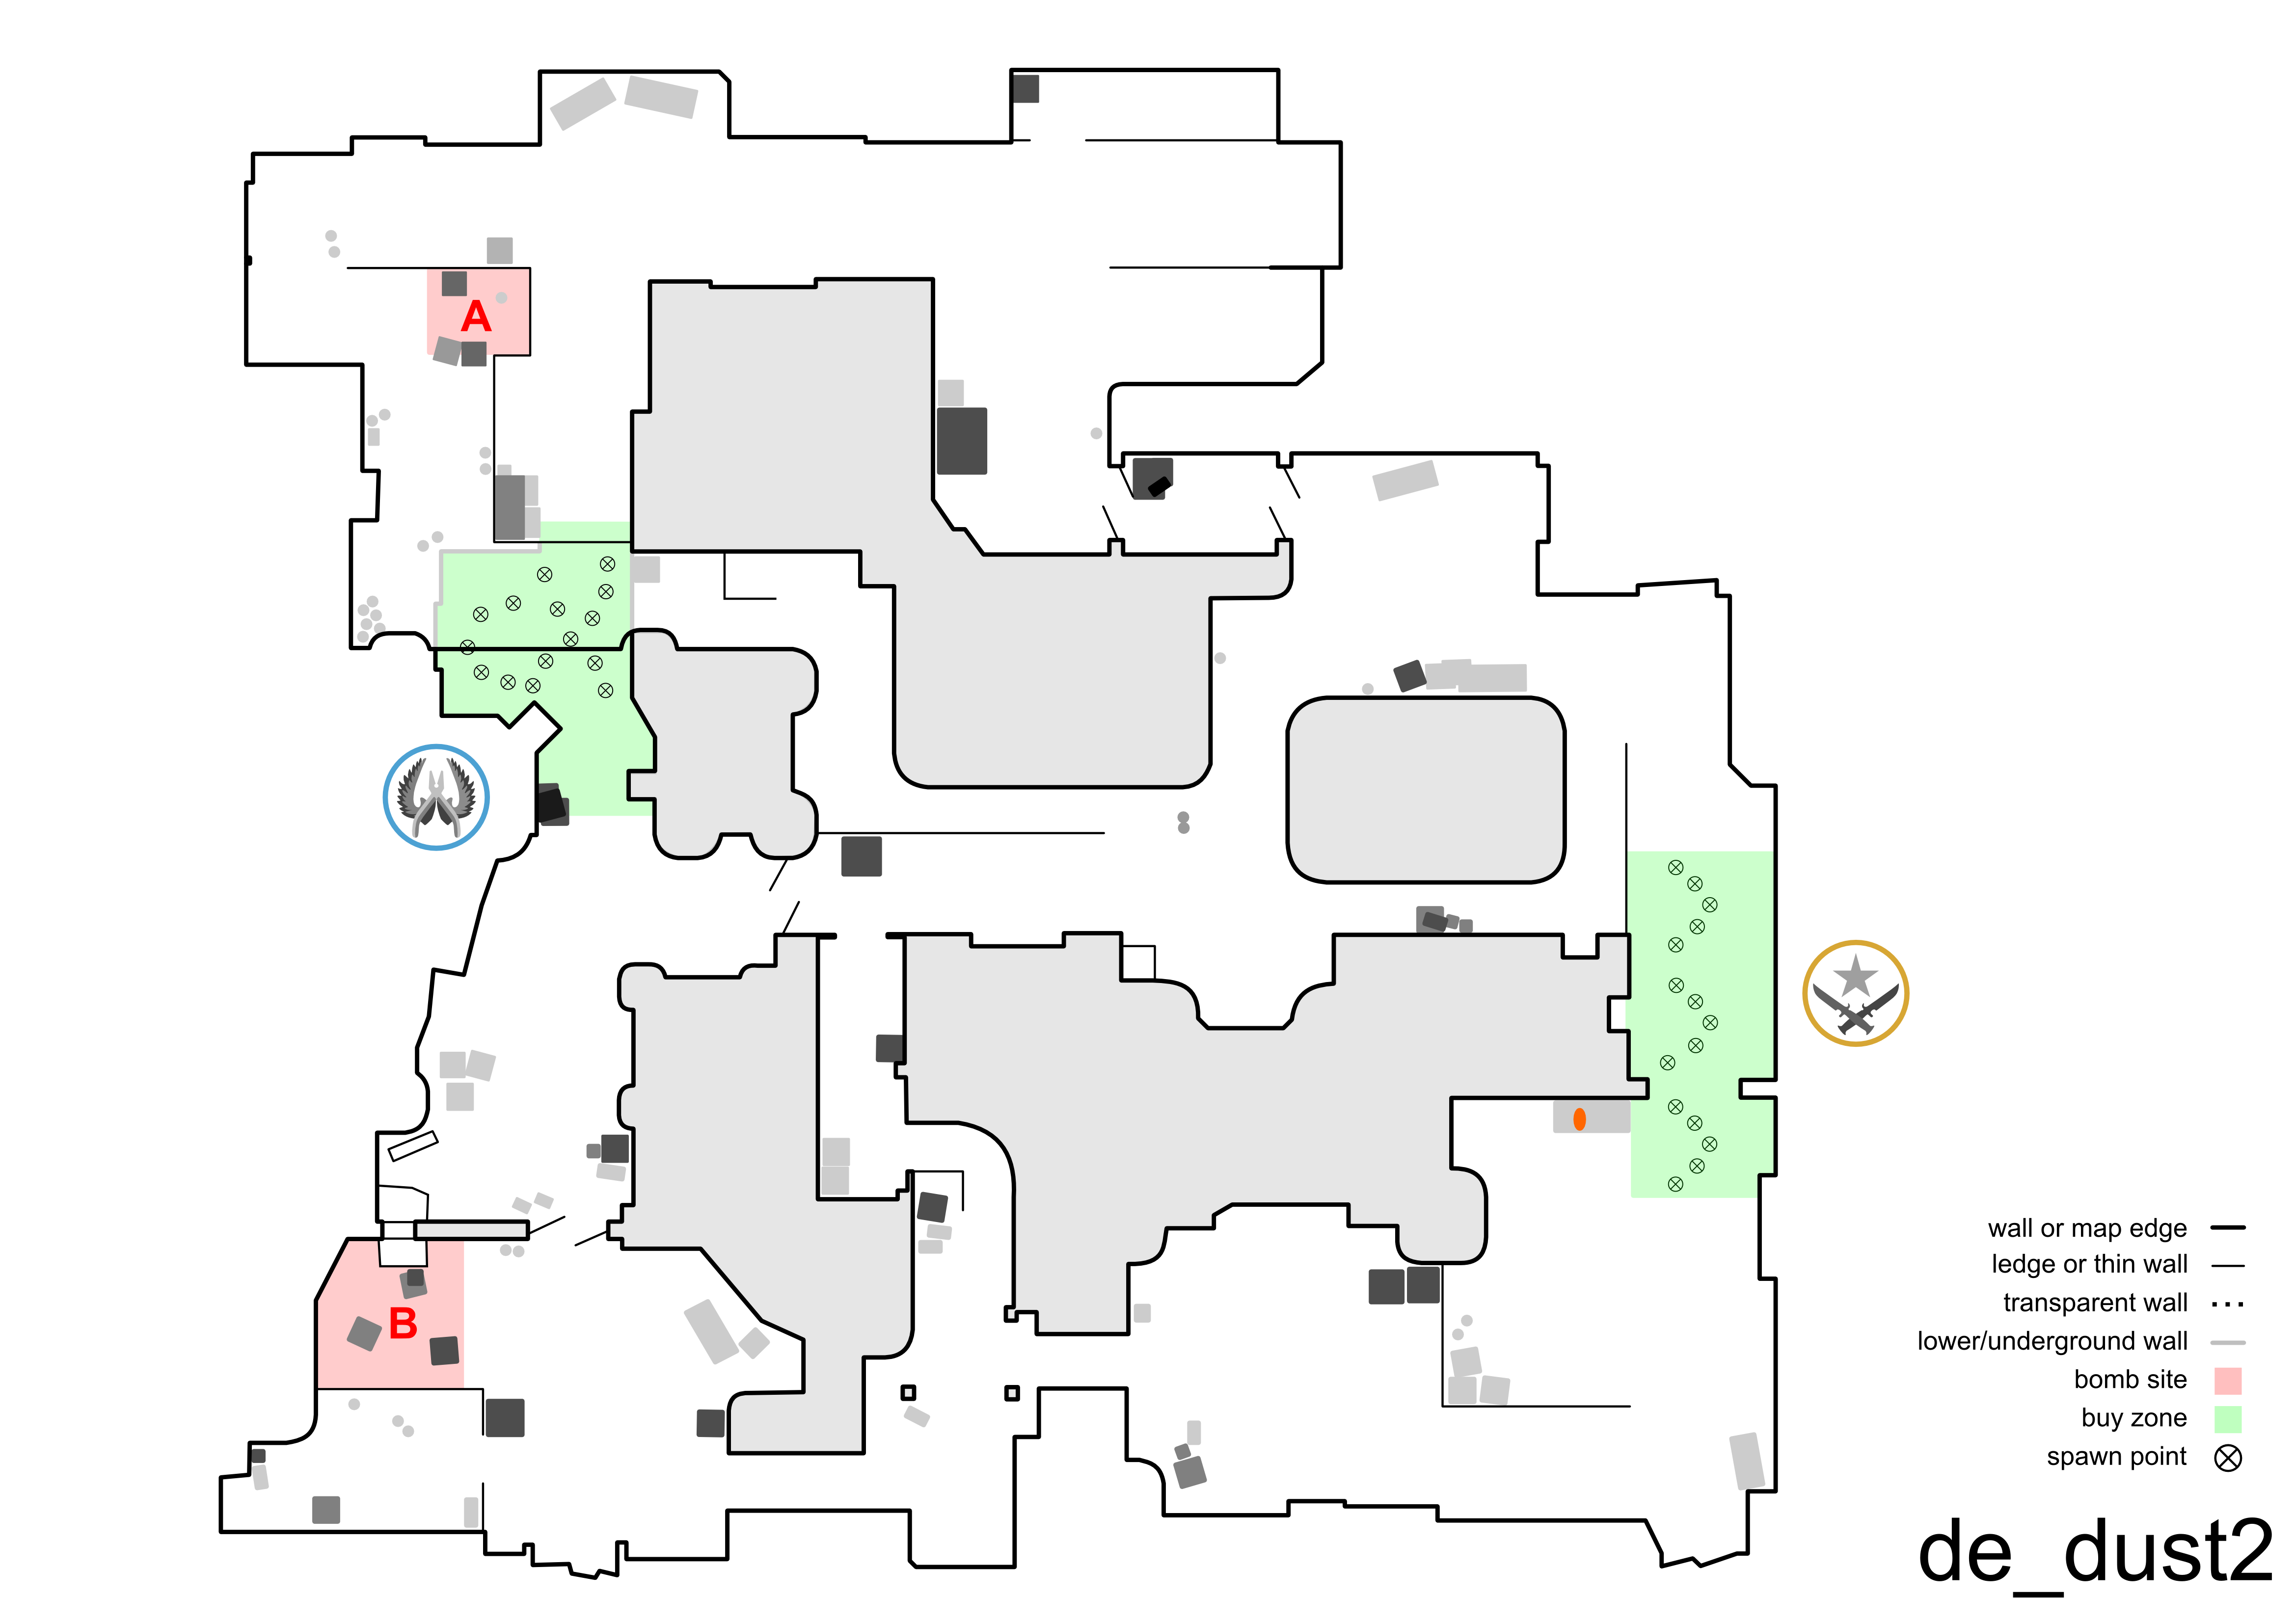 A
B
wall or map edge
ledge or thin wall
transparent wall
lower/underground wall
bomb site
buy zone
spawn point
de_dust2